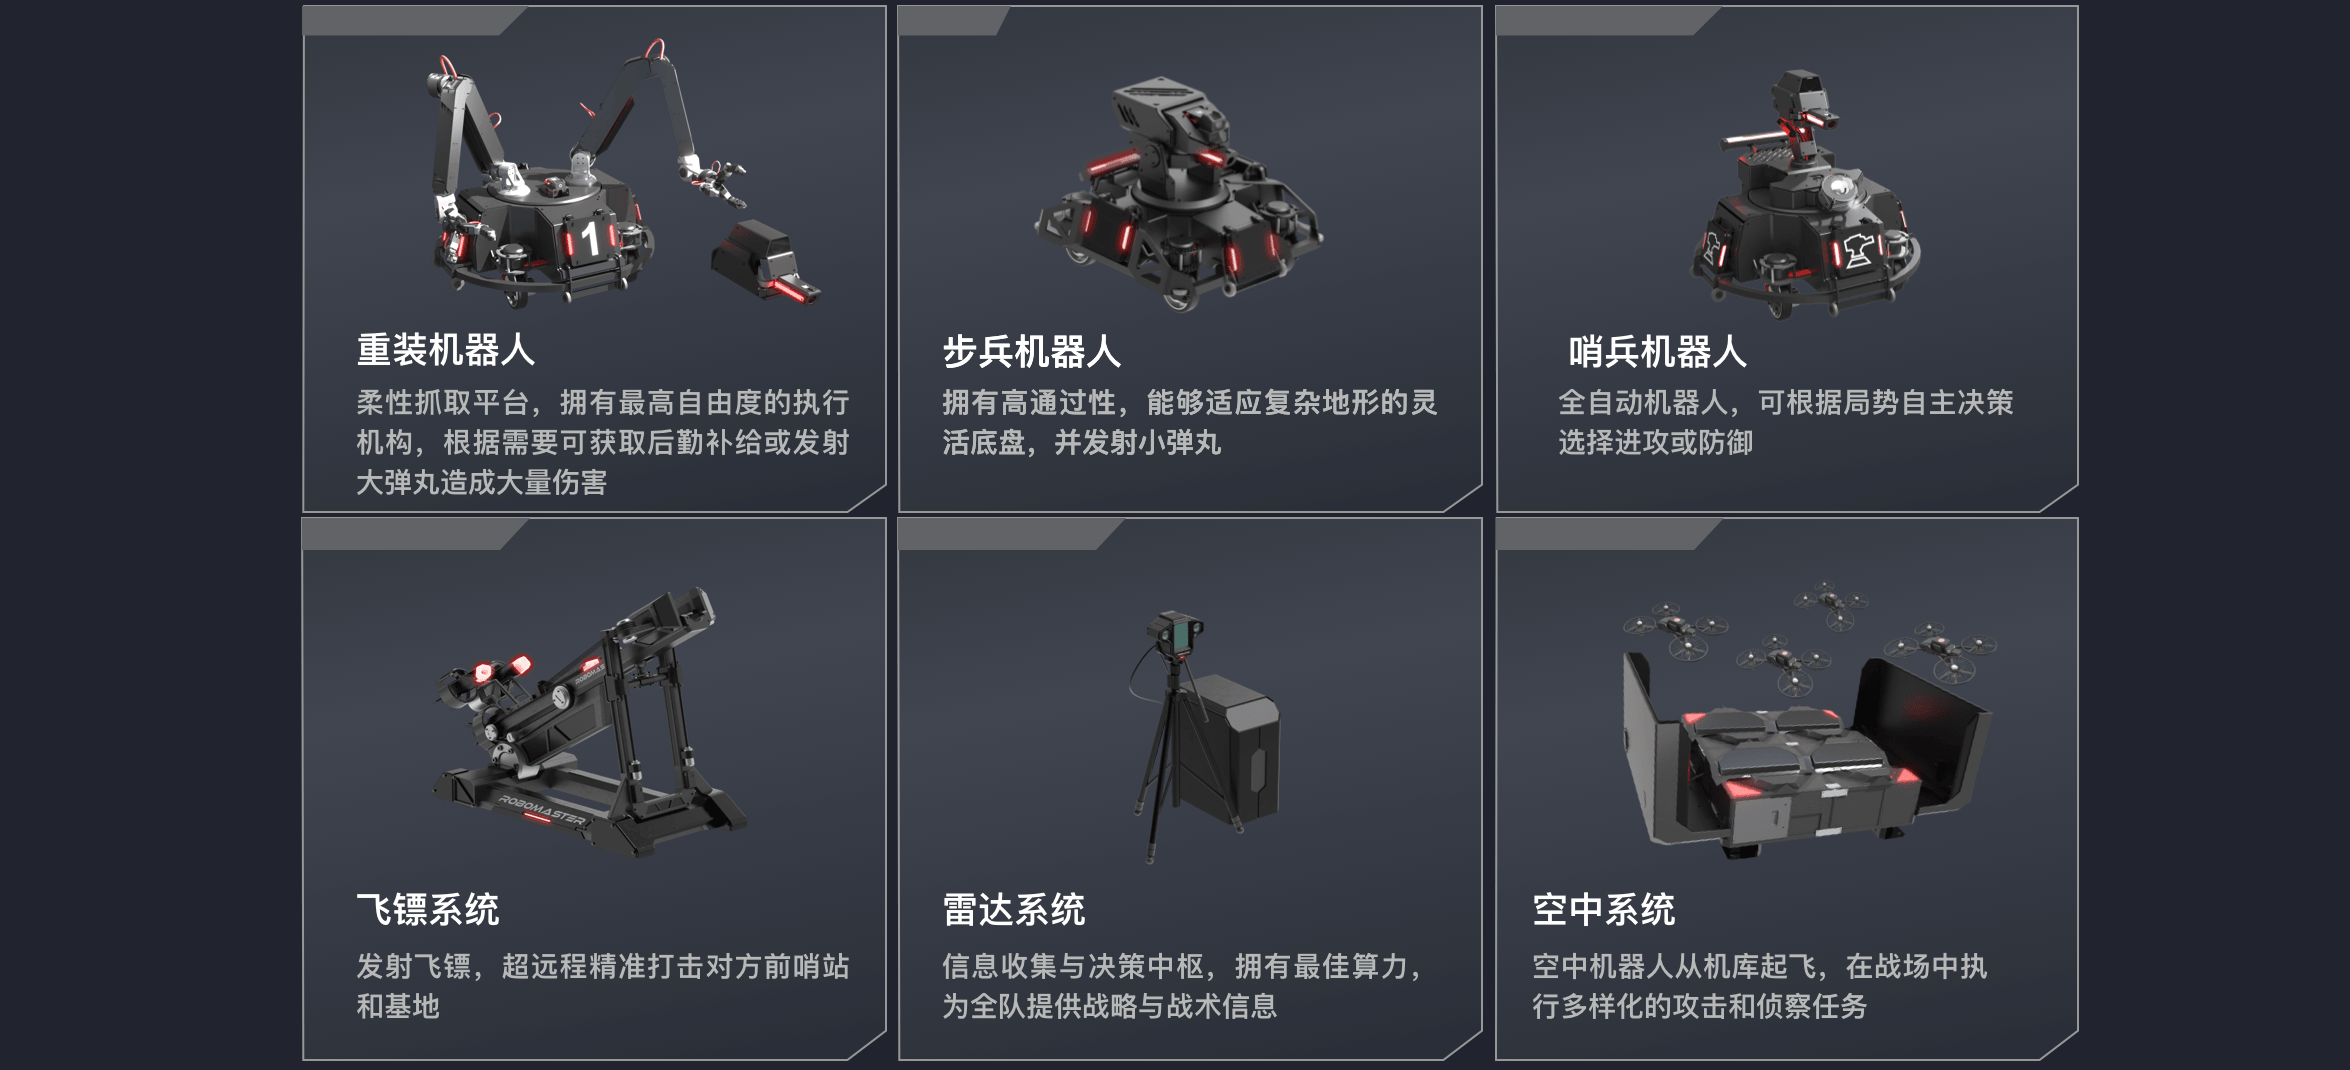 1
重装机器人
柔性抓取平台，拥有最高自由度的执行
机构，根据需要可获取后勤补给或发射
大弹丸造成大量伤害
步兵机器人
拥有高通过性，能够适应复杂地形的灵
活底盘，并发射小弹丸
哨兵机器人
全自动机器人，可根据局势自主决策
选择进攻或防御
ROBOMAS
ROBOMASTER
飞镖系统
发射飞镖，超远程精准打击对方前哨站
和基地
雷达系统
信息收集与决策中枢，拥有最佳算力，
为全队提供战略与战术信息
空中系统
空中机器人从机库起飞，在战场中执
行多样化的攻击和侦察任务